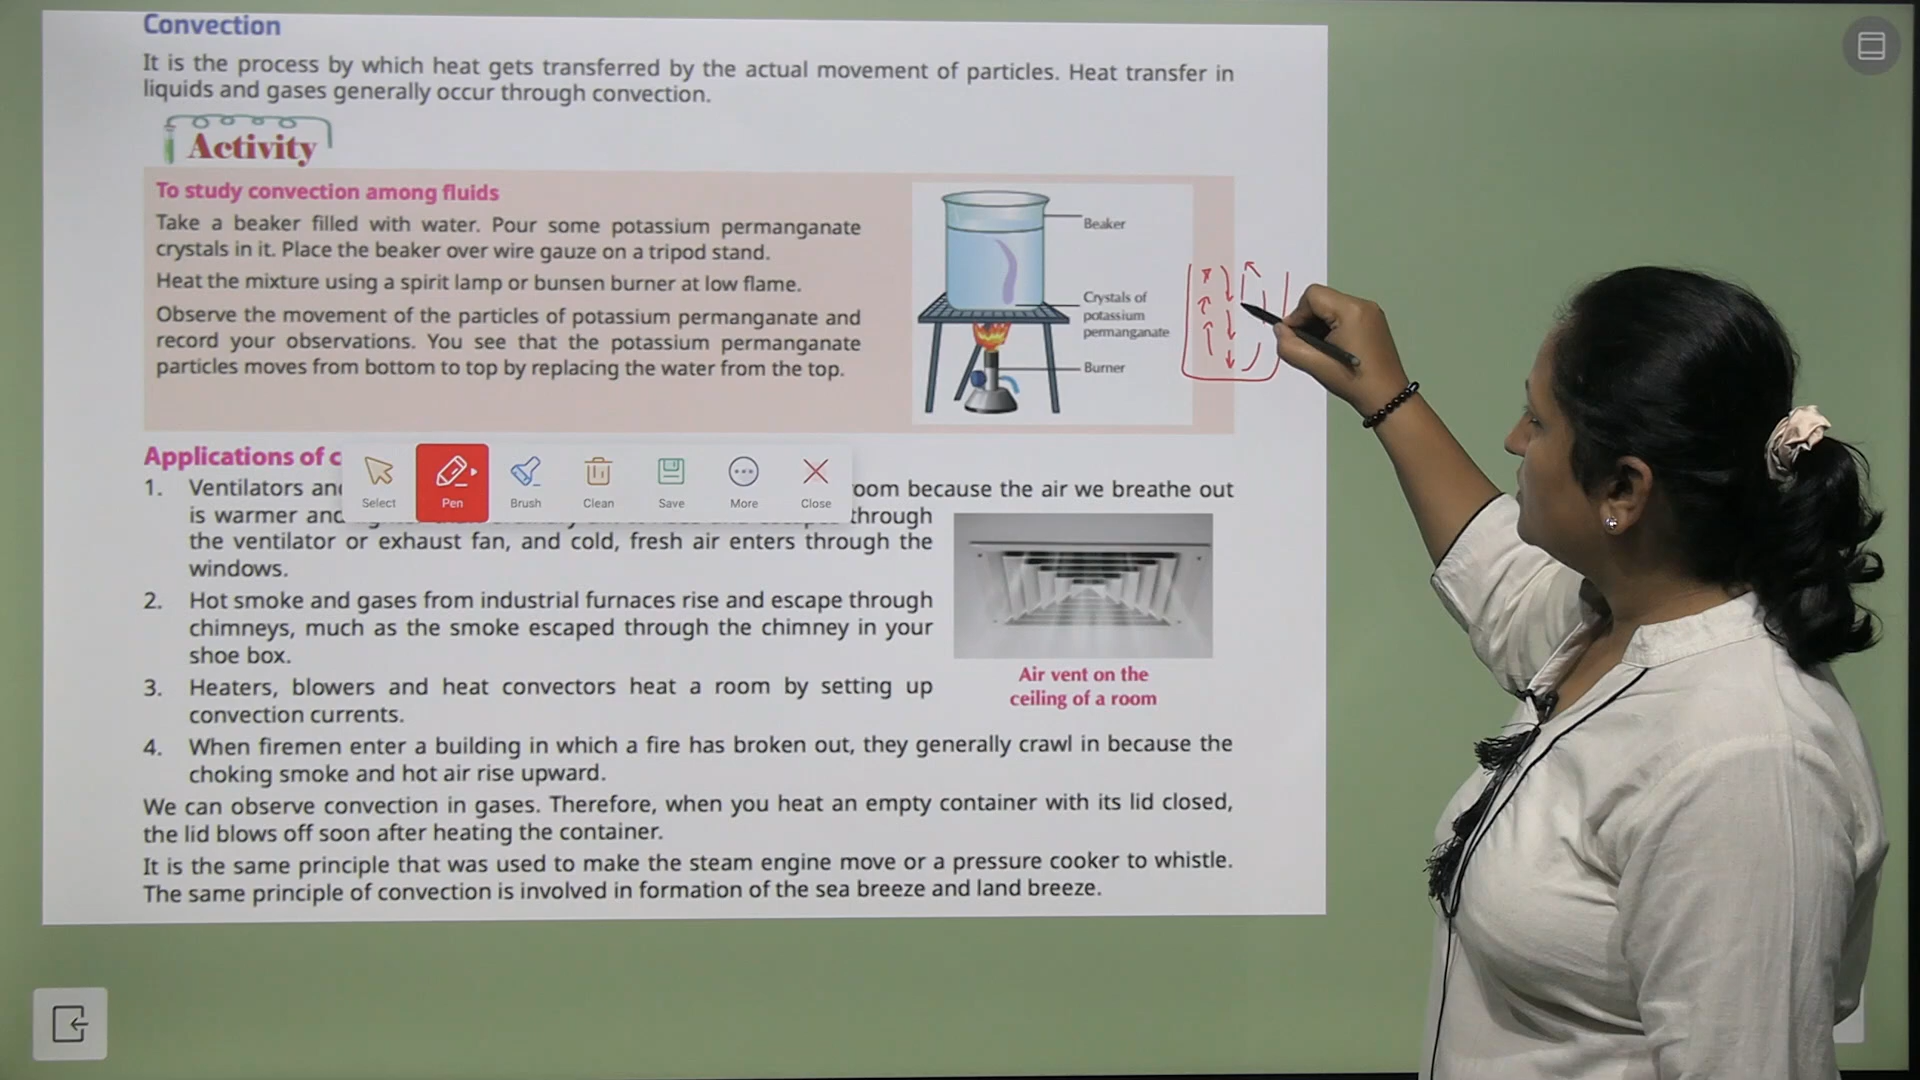 Convection
It is the process by which heat gets transferred by the actual movement of particles. Heat transfer in
liquids and gases generally occur through convection.
Activity
To study convection among fluids
Take a beaker filled with water. Pour some potassium permanganate
crystals in it. Place the beaker over wire gauze on a tripod stand.
Heat the mixture using a spirit lamp or bunsen burner at low flame.
Observe the movement of the particles of potassium permanganate and
record your observations. You see that the potassium permanganate
particles moves from bottom to top by replacing the water from the top.
Beaker
Crystals of
potassium
permanganate
Burner
Applications of c
Select
Pen
Brush
Clean
Save
More
Close
1. Ventilators and oom because the air we breathe out
is warmer and through
the ventilator or exhaust fan, and cold, fresh air enters through the
windows.
2. Hot smoke and gases from industrial furnaces rise and escape through
chimneys, much as the smoke escaped through the chimney in your
shoe box.
3. Heaters, blowers and heat convectors heat a room by setting up
convection currents.
Air vent on the
ceiling of a room
4. When firemen enter a building in which a fire has broken out, they generally crawl in because the
choking smoke and hot air rise upward.
We can observe convection in gases. Therefore, when you heat an empty container with its lid closed,
the lid blows off soon after heating the container.
It is the same principle that was used to make the steam engine move or a pressure cooker to whistle.
The same principle of convection is involved in formation of the sea breeze and land breeze.